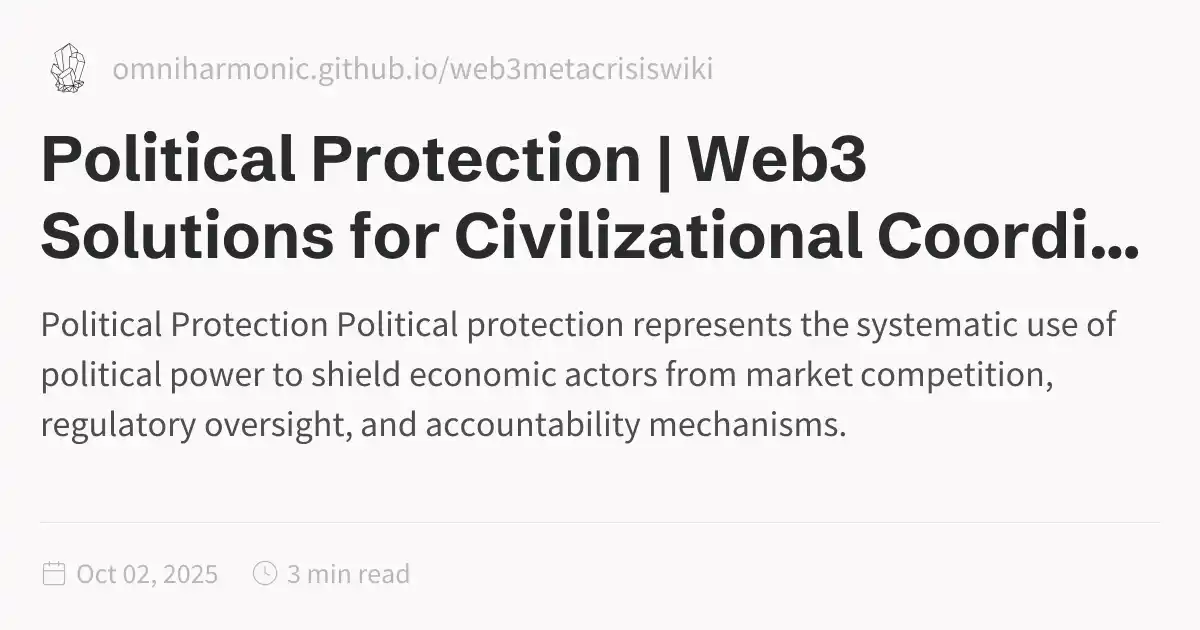 omniharmonic.github.io/web3metacrisiswiki
Political Protection | Web3
Solutions for Civilizational Coordi...
Political Protection Political protection represents the systematic use of
political power to shield economic actors from market competition,
regulatory oversight, and accountability mechanisms.
Oct 02, 2025 3 min read